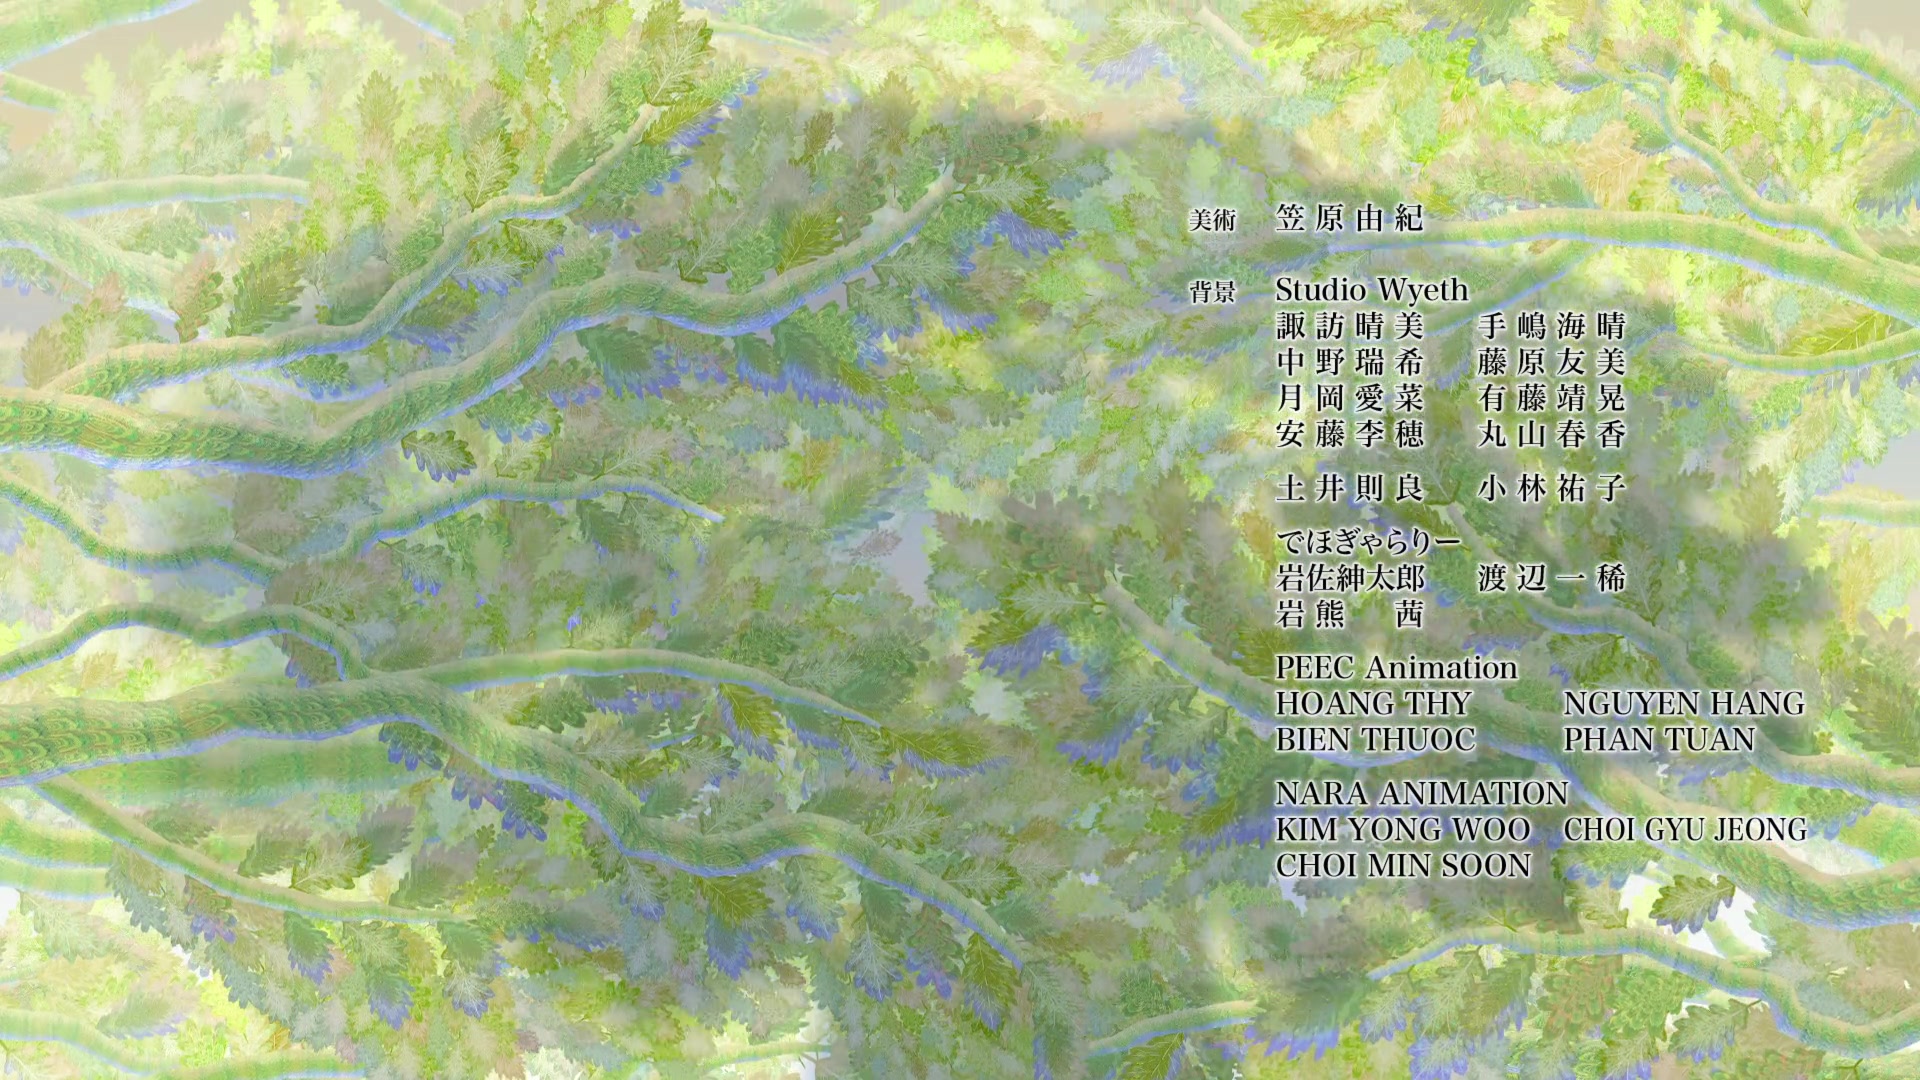 美術 笠原由紀
背景 Studio Wyeth
諏訪晴美 手嶋海晴
中野瑞希 藤原友美
月岡愛菜 有藤靖晃
安藤李穂 丸山春香
土井則良 小林祐子
でほぎゃらりー
岩佐紳太郎 渡辺一稀
岩熊 茜
PEEC Animation
HOANG THY NGUYEN HANG
BIEN THUOC PHAN TUAN
NARA ANIMATION
KIM YONG WOO CHOI GYU JEONG
CHOI MIN SOON